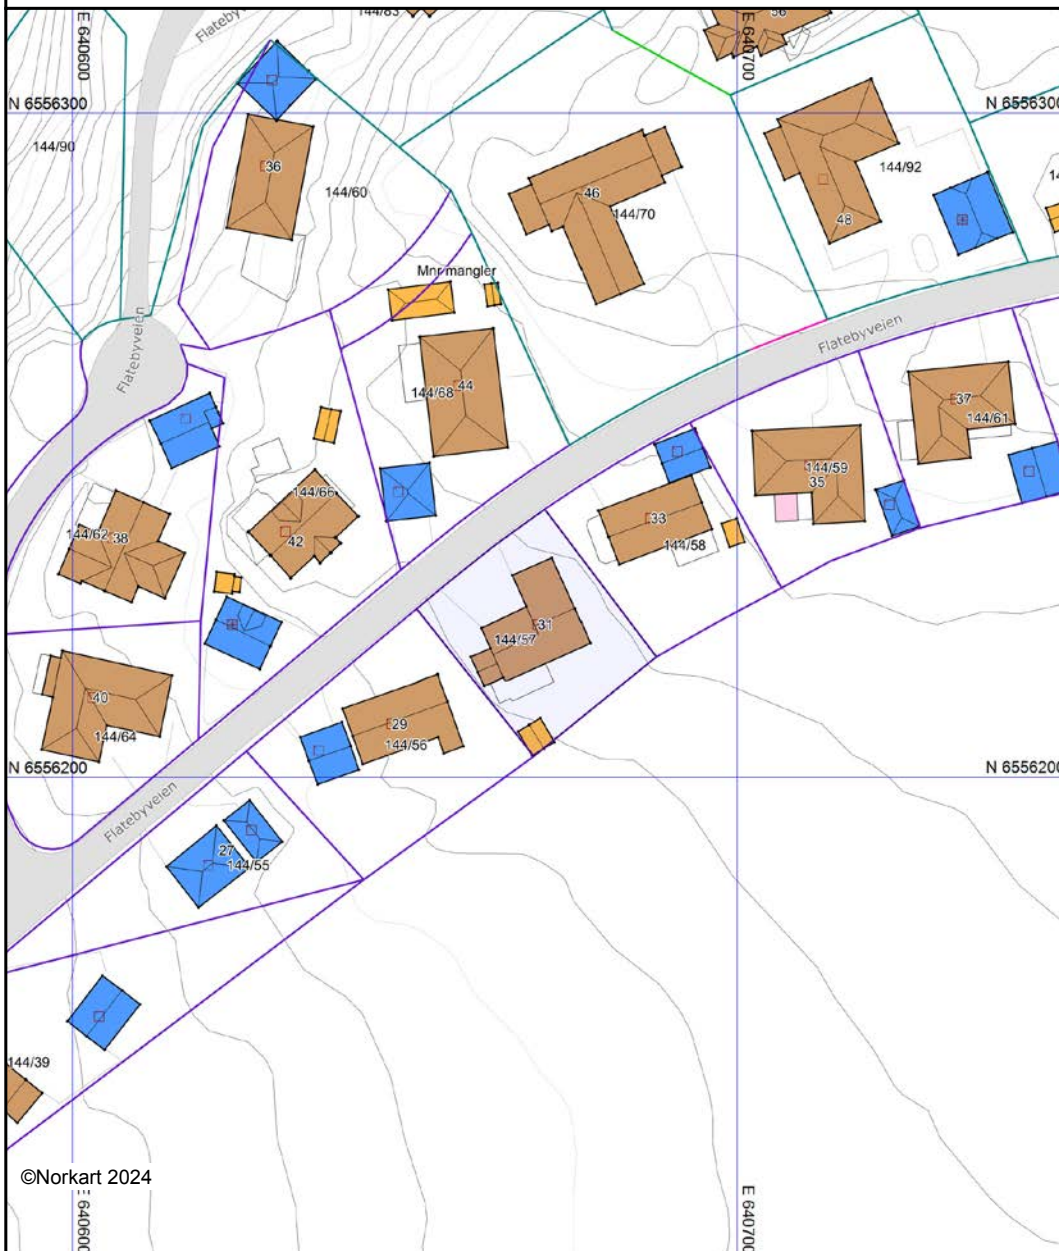 144/83
56
Flatebyveien
E 640600
E 640700
N 6556300
N 6556300
144/90
36
144/60
46
144/70
144/92
48
Mnr mangler
Flatebyveien
Flatebyveien
144/68
44
37
144/61
144/59
35
144/66
42
144/62
38
33
144/58
31
144/57
40
144/64
29
144/56
N 6556200
N 6556200
Flatebyveien
27
144/55
144/39
©Norkart 2024
E 640600
E 640700